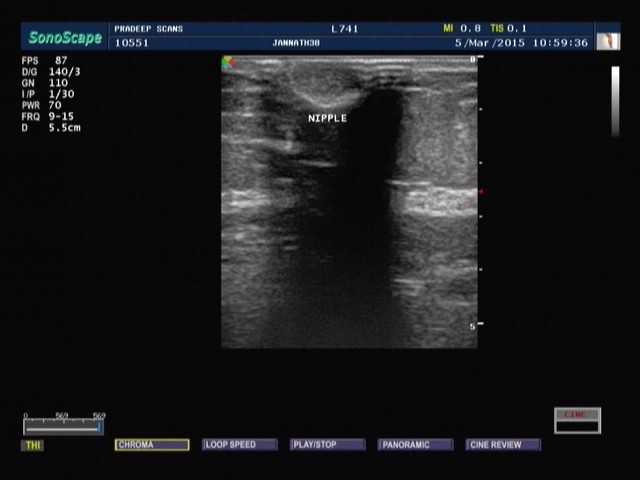 SonoScape
PRADEEP SCANS
L741
MI 0.8 TIS 0.1
10551
JANNATH30
5/Mar/2015 10:59:36
FPS 87
D/G 140/3
GN 110
I/P 1/30
PWR 70
FRQ 9-15
D 5.5cm
0
NIPPLE
5
0 569 569
CINE
THI
CHROMA
LOOP SPEED
PLAY/STOP
PANORAMIC
CINE REVIEW